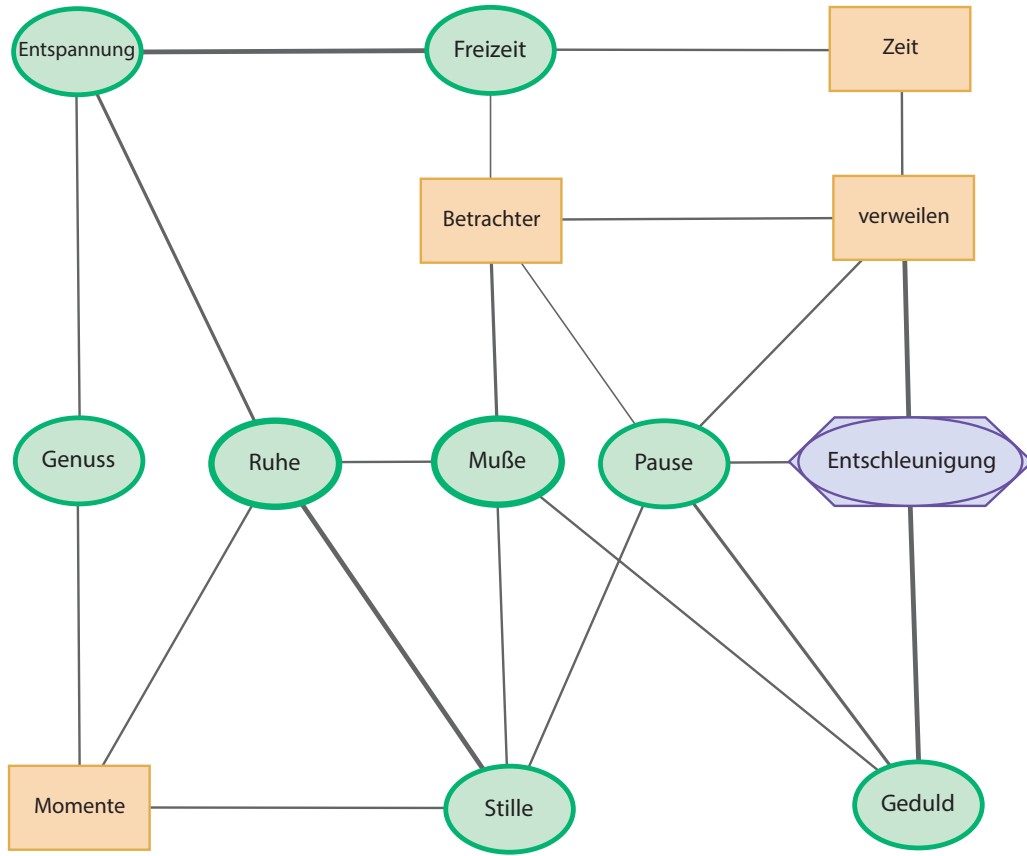 Entspannung
Freizeit
Zeit
Betrachter
verweilen
Genuss
Ruhe
Muße
Pause
Entschleunigung
Momente
Stille
Geduld